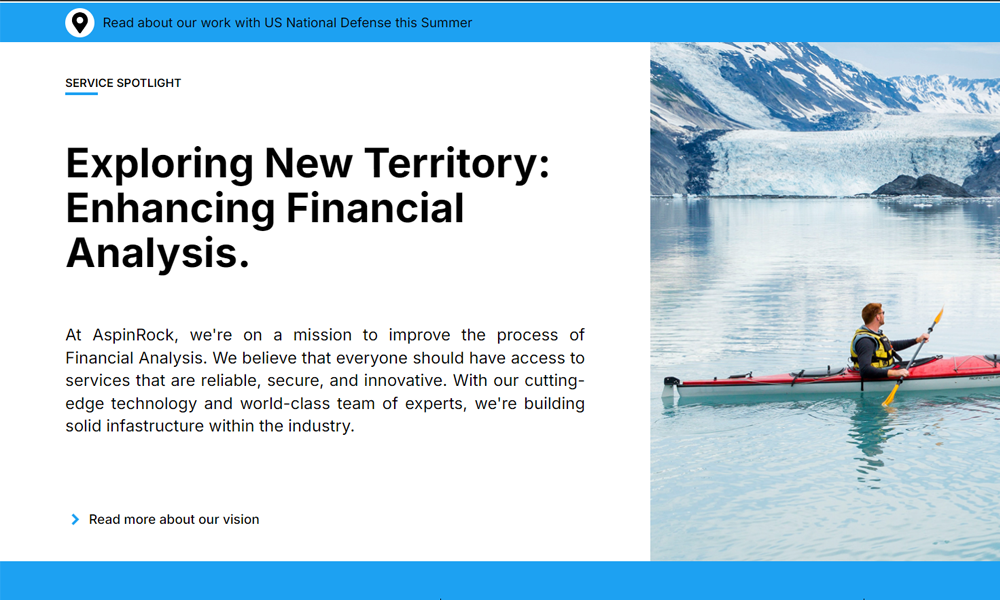 Read about our work with US National Defense this Summer
SERVICE SPOTLIGHT
Exploring New Territory:
Enhancing Financial
Analysis.
At AspinRock, we're on a mission to improve the process of
Financial Analysis. We believe that everyone should have access to
services that are reliable, secure, and innovative. With our cutting-
edge technology and world-class team of experts, we're building
solid infastructure within the industry.
Read more about our vision